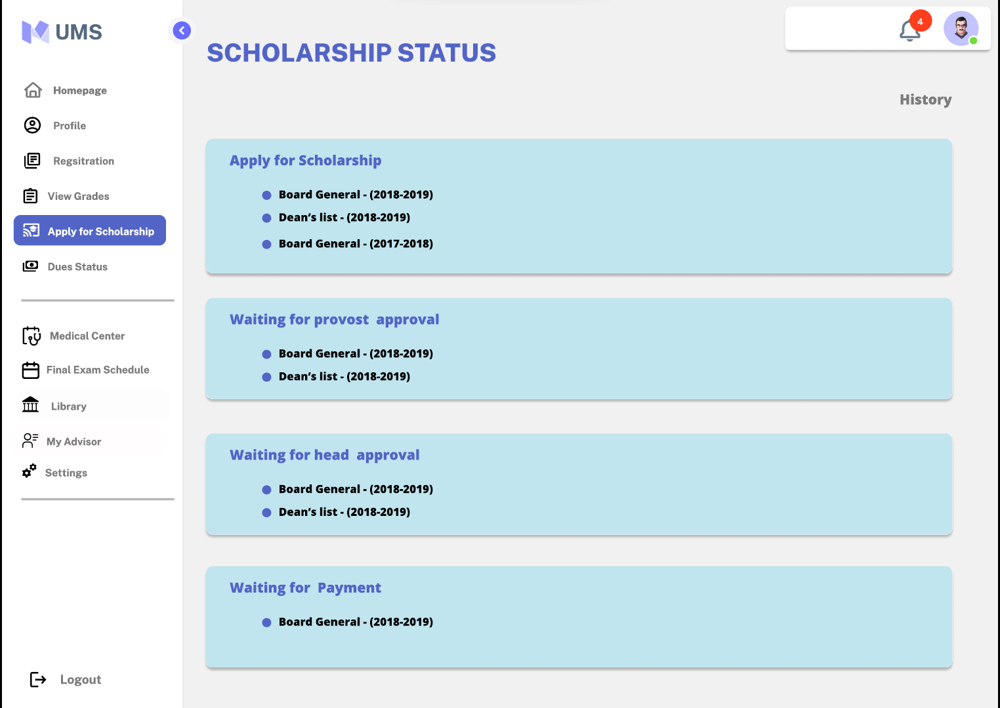 UMS
4
SCHOLARSHIP STATUS
Homepage
History
Profile
Regsitration
View Grades
Apply for Scholarship
Dues Status
Medical Center
Final Exam Schedule
Library
My Advisor
Settings
Logout
Apply for Scholarship
Board General - (2018-2019)
Dean’s list - (2018-2019)
Board General - (2017-2018)
Waiting for provost  approval
Board General - (2018-2019)
Dean’s list - (2018-2019)
Waiting for head  approval
Board General - (2018-2019)
Dean’s list - (2018-2019)
Waiting for  Payment
Board General - (2018-2019)